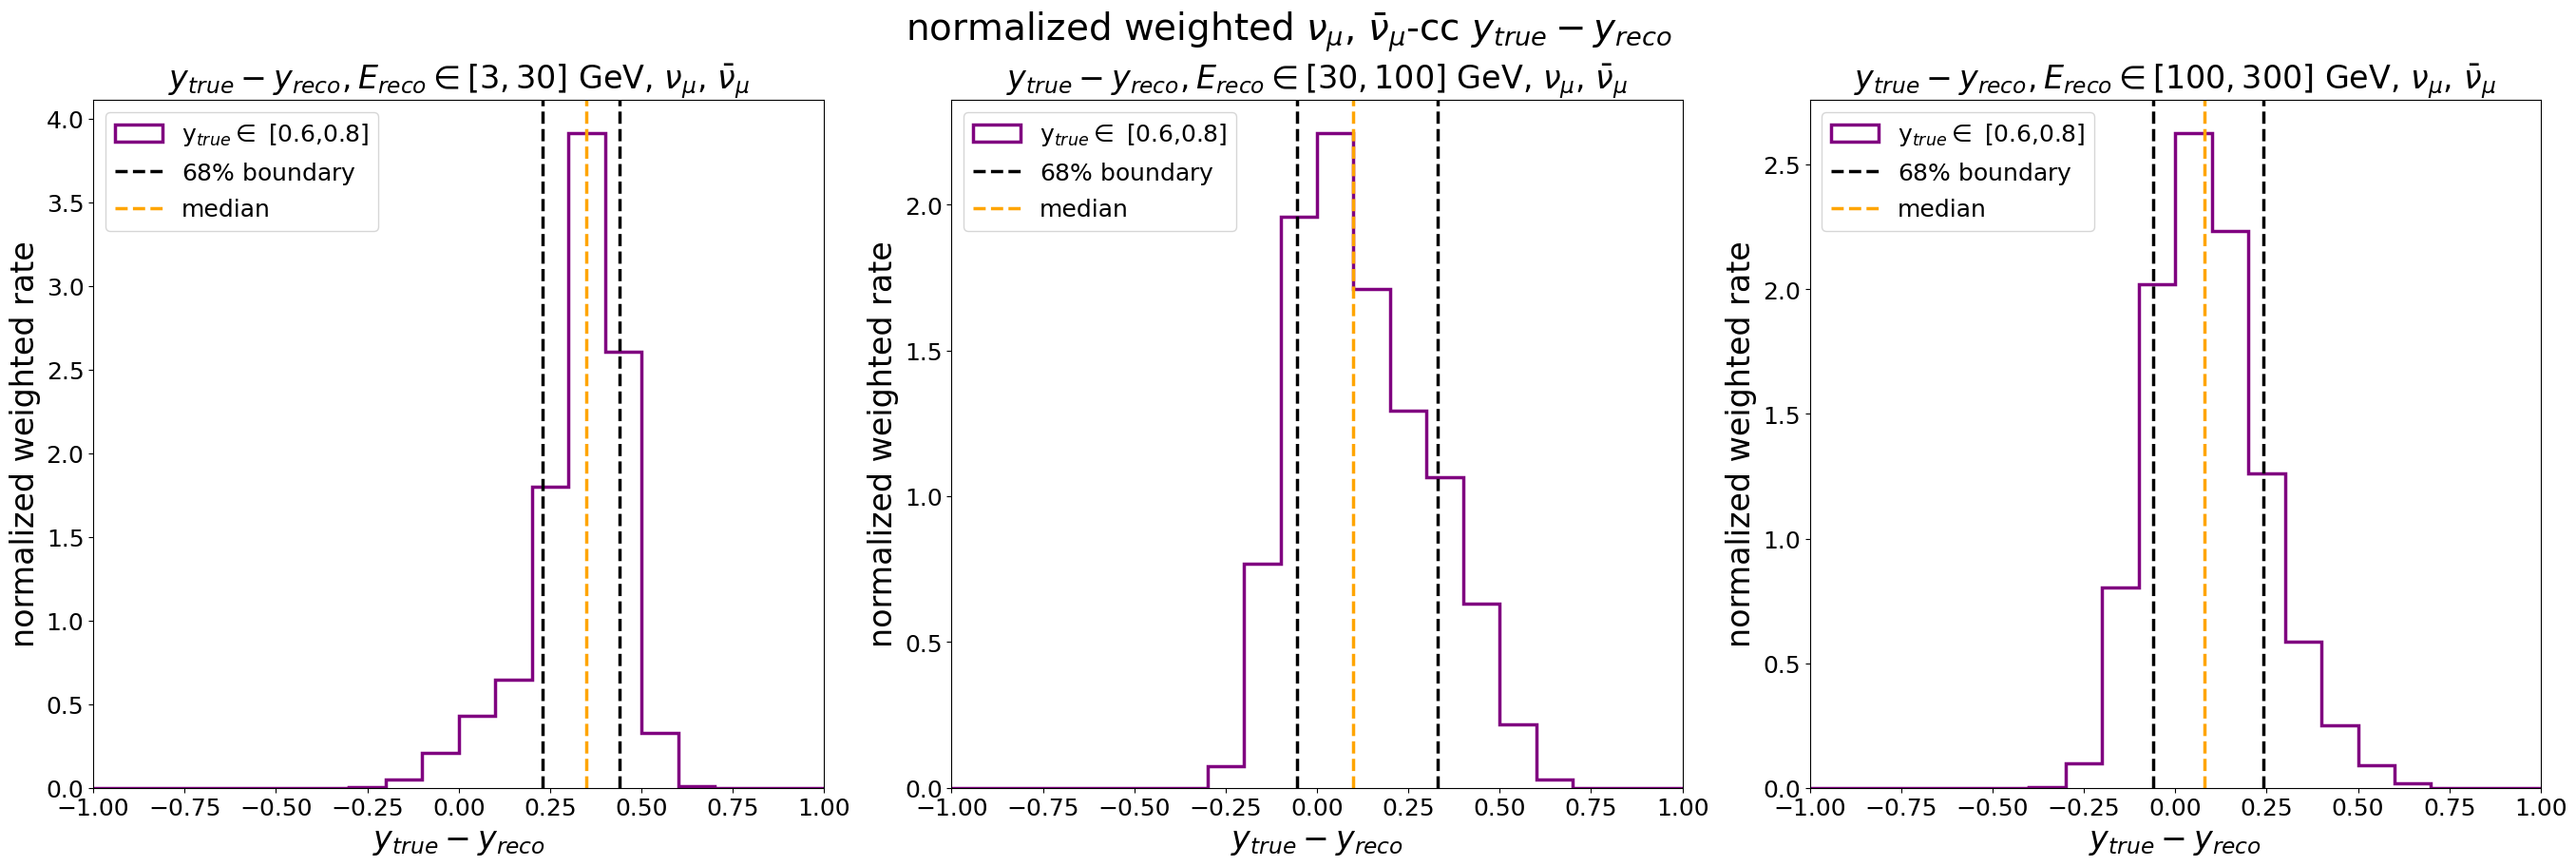 normalized weighted νμ, ν̄μ-cc ytrue − yreco
ytrue − yreco, Ereco ∈ [3, 30] GeV, νμ, ν̄μ
ytrue ∈ [0.6,0.8]
68% boundary
median
normalized weighted rate
4.0
3.5
3.0
2.5
2.0
1.5
1.0
0.5
0.0
−1.00 −0.75 −0.50 −0.25 0.00 0.25 0.50 0.75 1.00
ytrue − yreco
ytrue − yreco, Ereco ∈ [30, 100] GeV, νμ, ν̄μ
ytrue ∈ [0.6,0.8]
68% boundary
median
normalized weighted rate
2.0
1.5
1.0
0.5
0.0
−1.00 −0.75 −0.50 −0.25 0.00 0.25 0.50 0.75 1.00
ytrue − yreco
ytrue − yreco, Ereco ∈ [100, 300] GeV, νμ, ν̄μ
ytrue ∈ [0.6,0.8]
68% boundary
median
normalized weighted rate
2.5
2.0
1.5
1.0
0.5
0.0
−1.00 −0.75 −0.50 −0.25 0.00 0.25 0.50 0.75 1.00
ytrue − yreco